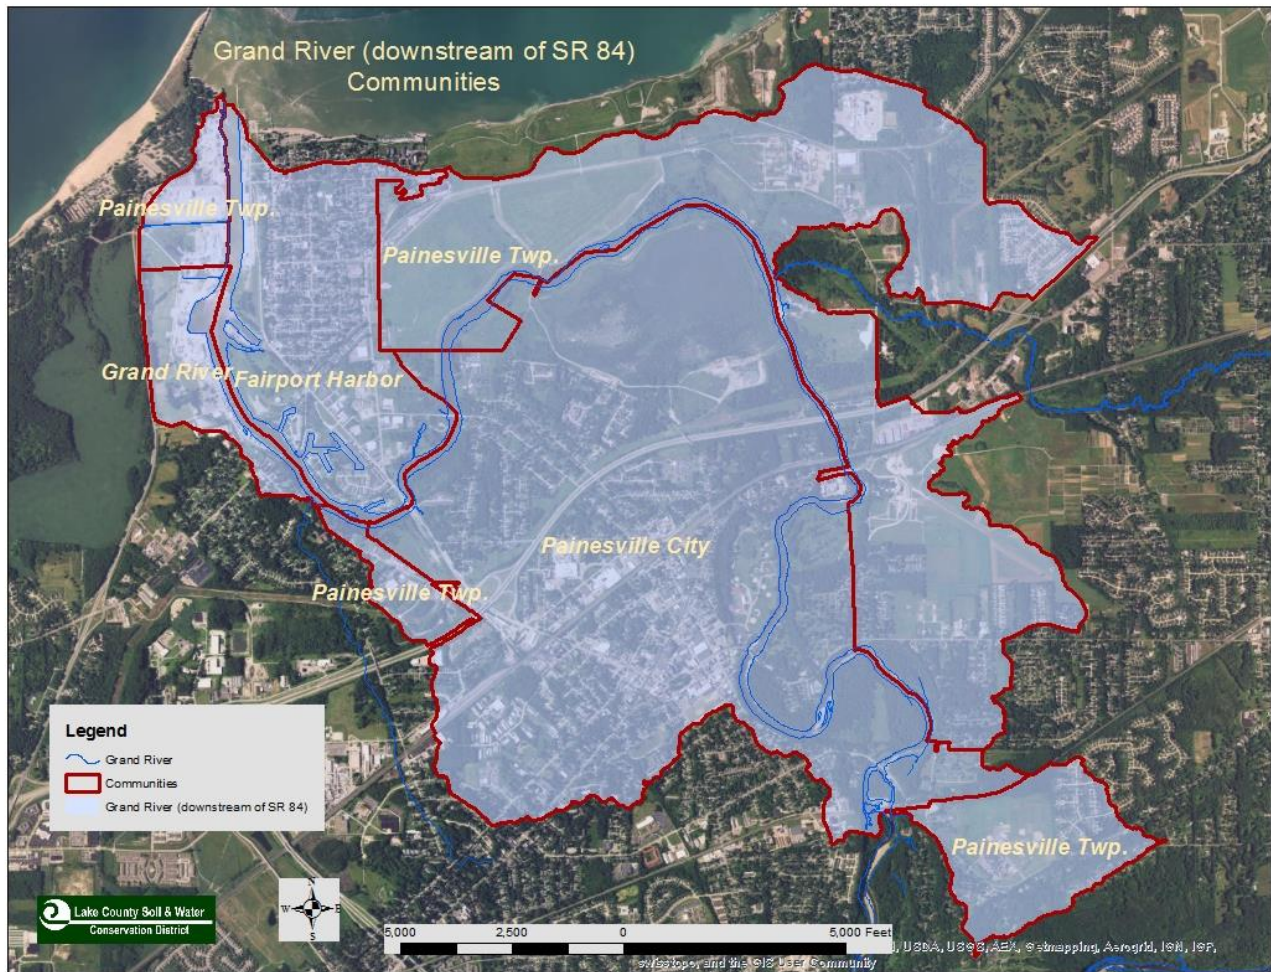 Grand River (downstream of SR 84)
Communities
Painesville Twp.
Painesville Twp.
Grand River
Fairport Harbor
Painesville City
Painesville Twp.
Painesville Twp.
Legend
Grand River
Communities
Grand River (downstream of SR 84)
Lake County Soil & Water
Conservation District
N
W E
S
5,000 2,500 0 5,000 Feet
USDA, USGS, AEX, Getmapping, Aerogrid, IGN, IGP,
swisstopo, and the GIS User Community